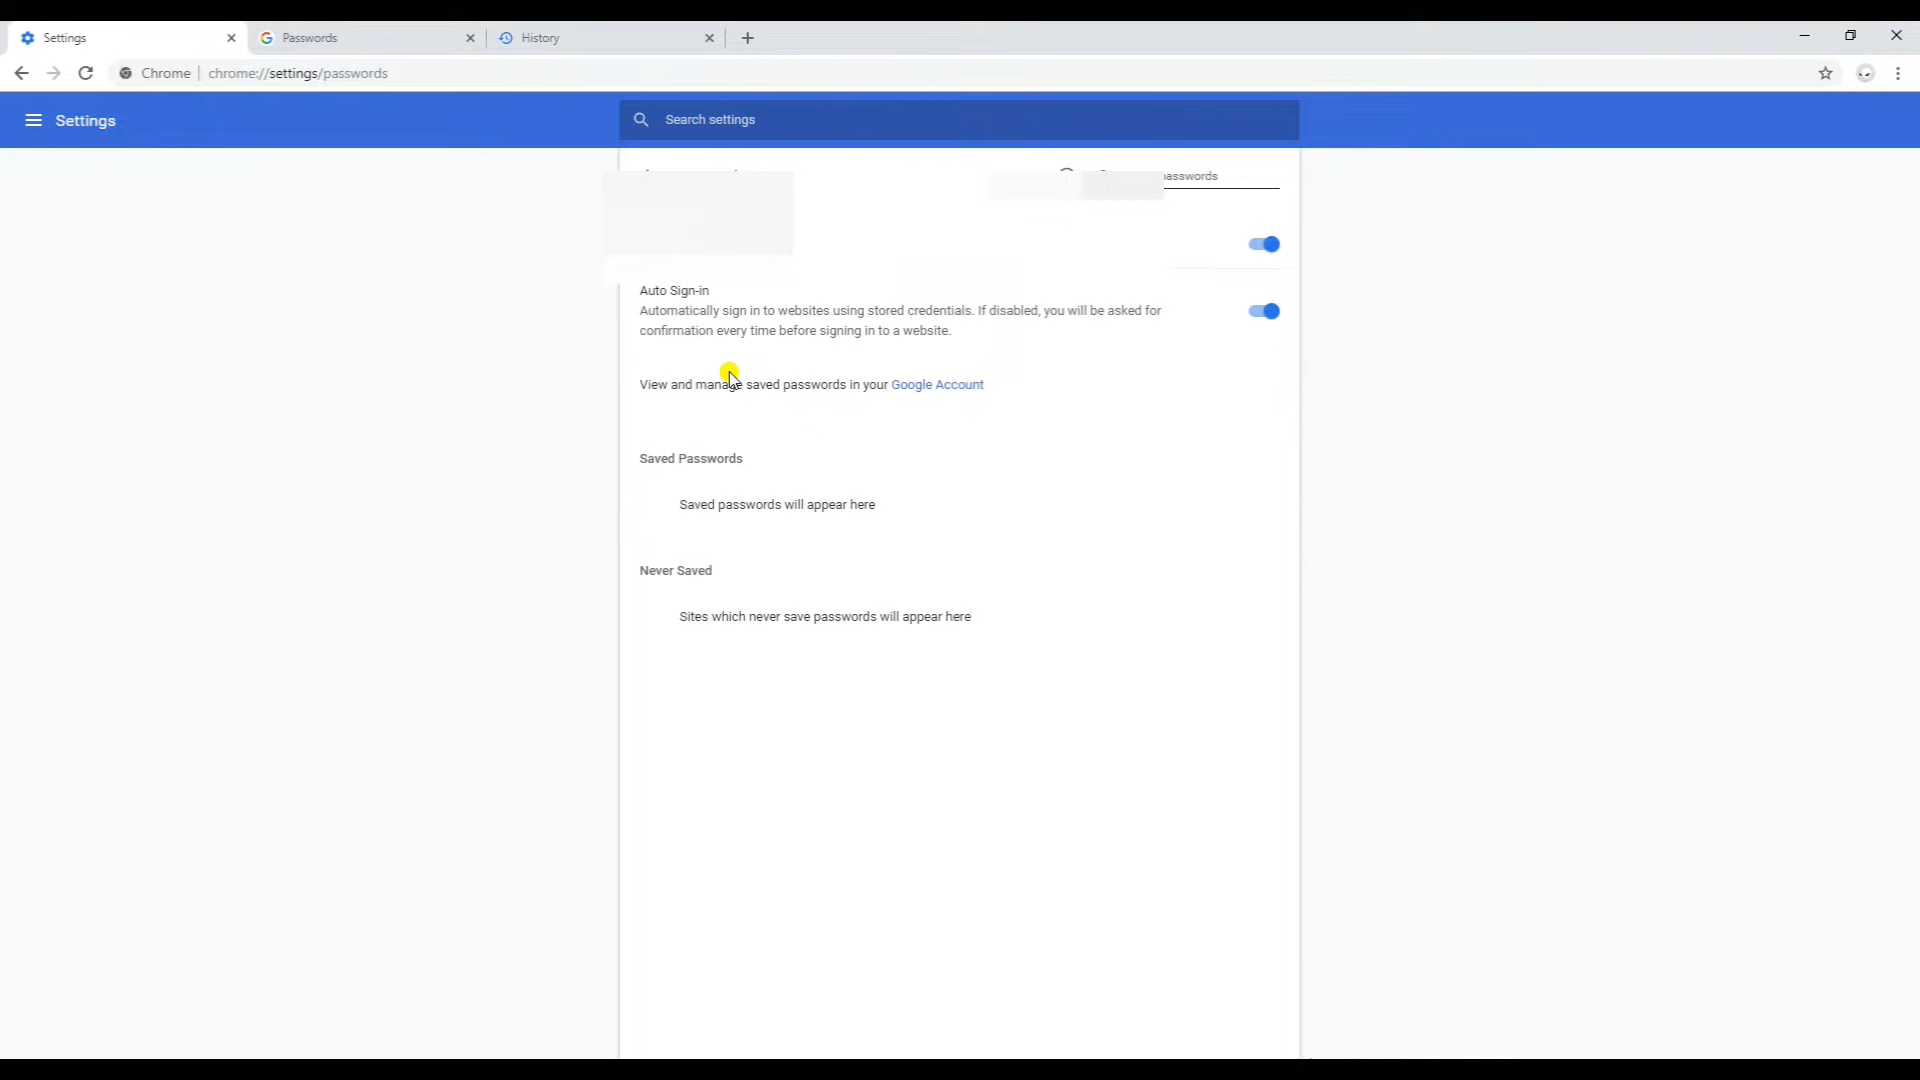 Settings
Passwords
History
Chrome
chrome://settings/passwords
Settings
Search settings
Auto Sign-in
Automatically sign in to websites using stored credentials. If disabled, you will be asked for
confirmation every time before signing in to a website.
View and manage saved passwords in your Google Account
Saved Passwords
Saved passwords will appear here
Never Saved
Sites which never save passwords will appear here